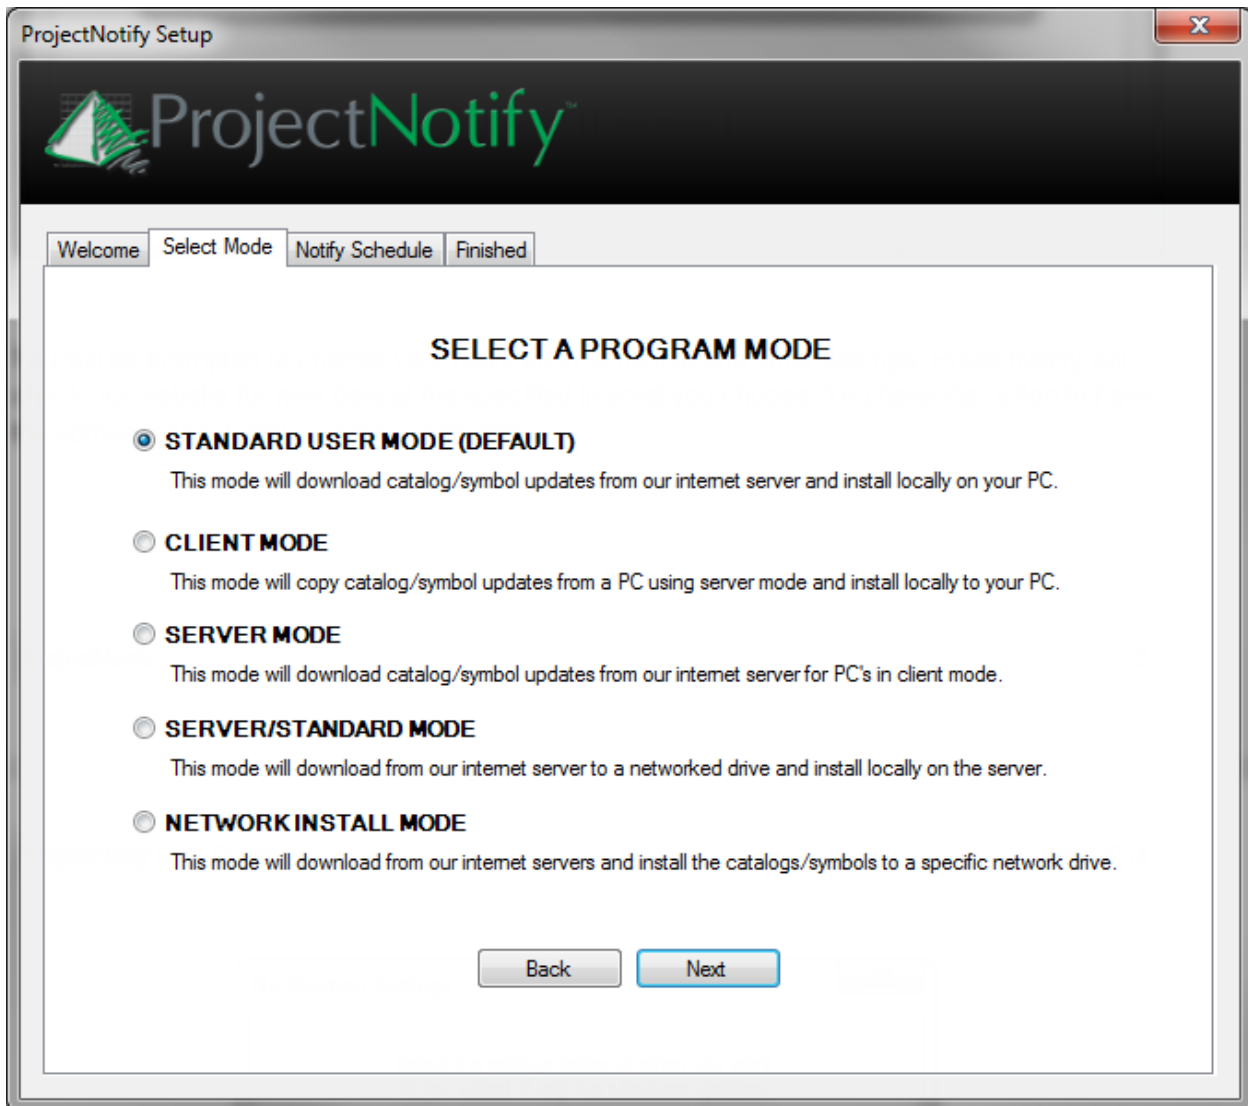 ProjectNotify Setup
ProjectNotify™
Welcome
Select Mode
Notify Schedule
Finished
SELECT A PROGRAM MODE
STANDARD USER MODE (DEFAULT)
This mode will download catalog/symbol updates from our internet server and install locally on your PC.
CLIENT MODE
This mode will copy catalog/symbol updates from a PC using server mode and install locally to your PC.
SERVER MODE
This mode will download catalog/symbol updates from our internet server for PC's in client mode.
SERVER/STANDARD MODE
This mode will download from our internet server to a networked drive and install locally on the server.
NETWORK INSTALL MODE
This mode will download from our internet servers and install the catalogs/symbols to a specific network drive.
Back
Next